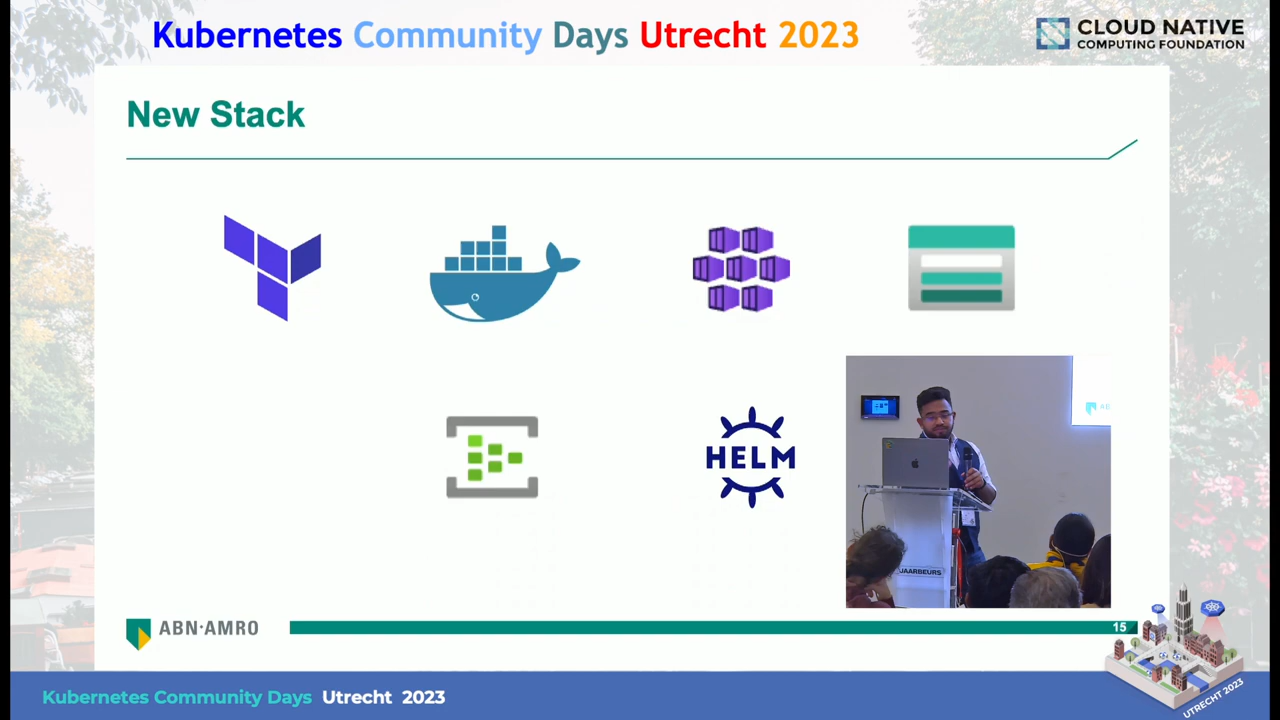 Kubernetes Community Days Utrecht 2023
CLOUD NATIVE
COMPUTING FOUNDATION
New Stack
HELM
JAARBEURS
ABN·AMRO
15
Kubernetes Community Days Utrecht 2023
UTRECHT 2023